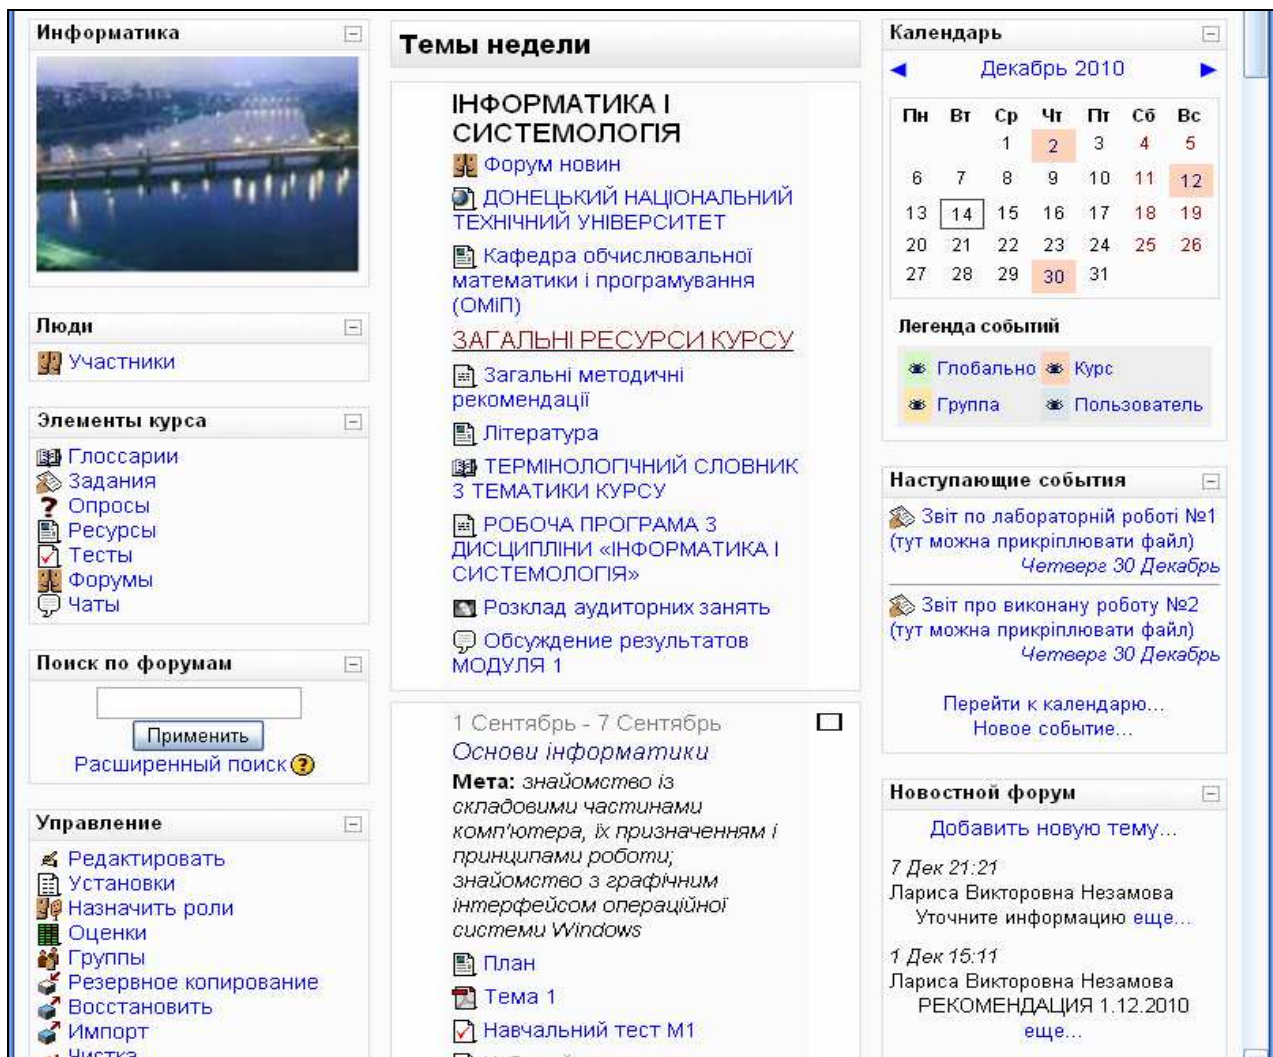 Информатика
Люди
Участники
Элементы курса
Глоссарии
Задания
Опросы
Ресурсы
Тесты
Форумы
Чаты
Поиск по форумам
Применить
Расширенный поиск
Управление
Редактировать
Установки
Назначить роли
Оценки
Группы
Резервное копирование
Восстановить
Импорт
Чистка
Темы недели
ІНФОРМАТИКА І
СИСТЕМОЛОГІЯ
Форум новин
ДОНЕЦЬКИЙ НАЦІОНАЛЬНИЙ
ТЕХНІЧНИЙ УНІВЕРСИТЕТ
Кафедра обчислювальної
математики і програмування
(ОМіП)
ЗАГАЛЬНІ РЕСУРСИ КУРСУ
Загальні методичні
рекомендації
Література
ТЕРМІНОЛОГІЧНИЙ СЛОВНИК
З ТЕМАТИКИ КУРСУ
РОБОЧА ПРОГРАМА З
ДИСЦИПЛІНИ «ІНФОРМАТИКА І
СИСТЕМОЛОГІЯ»
Розклад аудиторних занять
Обсуждение результатов
МОДУЛЯ 1
1 Сентябрь - 7 Сентябрь
Основи інформатики
Мета: знайомство із
складовими частинами
комп'ютера, їх призначенням і
принципами роботи;
знайомство з графічним
інтерфейсом операційної
системи Windows
План
Тема 1
Навчальний тест М1
Календарь
Декабрь 2010
Пн Вт Ср Чт Пт Сб Вс
1 2 3 4 5
6 7 8 9 10 11 12
13 14 15 16 17 18 19
20 21 22 23 24 25 26
27 28 29 30 31
Легенда событий
Глобально Курс
Группа Пользователь
Наступающие события
Звіт по лабораторній роботі №1
(тут можна прикріплювати файл)
Четверг 30 Декабрь
Звіт про виконану роботу №2
(тут можна прикріплювати файл)
Четверг 30 Декабрь
Перейти к календарю...
Новое событие...
Новостной форум
Добавить новую тему...
7 Дек 21:21
Лариса Викторовна Незамова
Уточните информацию еще...
1 Дек 15:11
Лариса Викторовна Незамова
РЕКОМЕНДАЦИЯ 1.12.2010
еще...